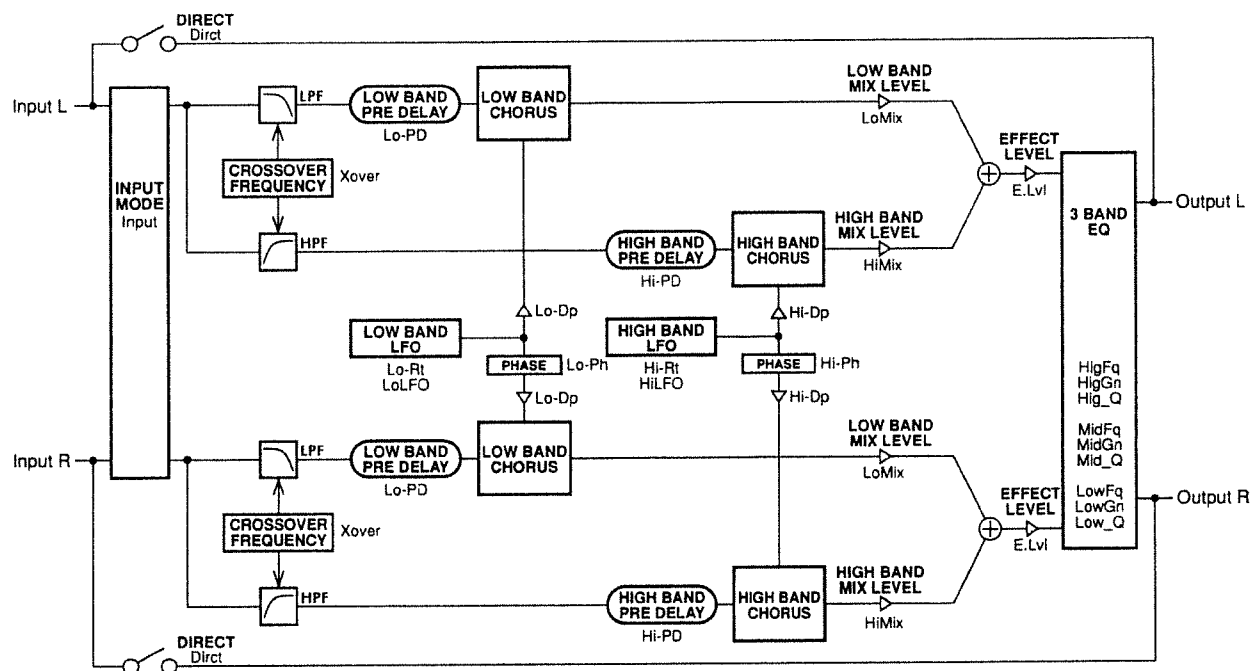 DIRECT
Dirct
Input L
INPUT
MODE
Input
LPF
LOW BAND
PRE DELAY
Lo-PD
LOW BAND
CHORUS
LOW BAND
MIX LEVEL
LoMix
CROSSOVER
FREQUENCY
Xover
EFFECT
LEVEL
E.Lvl
HPF
HIGH BAND
PRE DELAY
Hi-PD
HIGH BAND
CHORUS
HIGH BAND
MIX LEVEL
HiMix
3 BAND
EQ
Output L
LOW BAND
LFO
Lo-Rt
LoLFO
Lo-Dp
PHASE
Lo-Ph
Lo-Dp
HIGH BAND
LFO
Hi-Rt
HiLFO
Hi-Dp
PHASE
Hi-Ph
Hi-Dp
HigFq
HigGn
Hig_Q
MidFq
MidGn
Mid_Q
LowFq
LowGn
Low_Q
Input R
LPF
LOW BAND
PRE DELAY
Lo-PD
LOW BAND
CHORUS
LOW BAND
MIX LEVEL
LoMix
CROSSOVER
FREQUENCY
Xover
EFFECT
LEVEL
E.Lvl
Output R
HPF
HIGH BAND
PRE DELAY
Hi-PD
HIGH BAND
CHORUS
HIGH BAND
MIX LEVEL
HiMix
DIRECT
Dirct